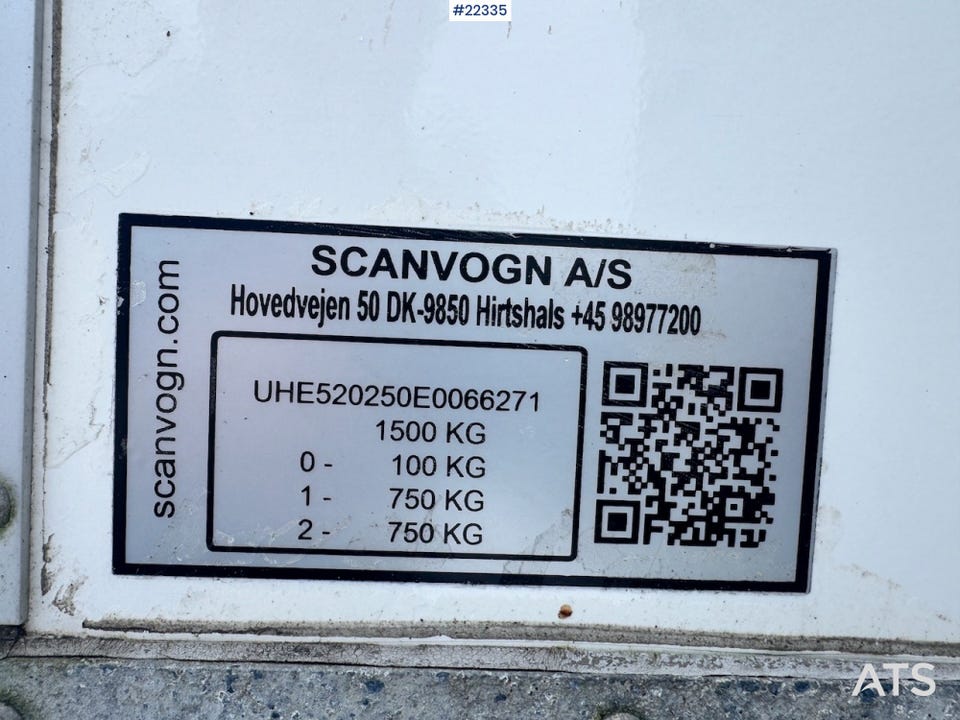 #22335
SCANVOGN A/S
Hovedvejen 50 DK-9850 Hirtshals +45 98977200
scanvogn.com
UHE520250E0066271
1500 KG
0 - 100 KG
1 - 750 KG
2 - 750 KG
ATS